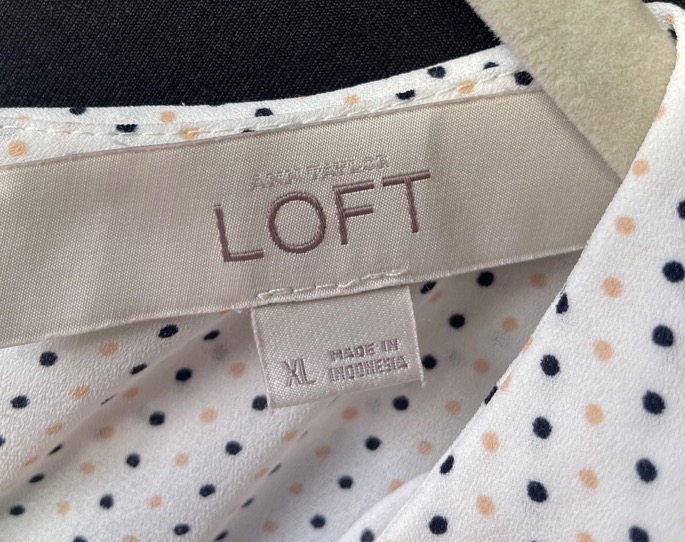 ANN TAYLOR
LOFT
XL
MADE IN
INDONESIA